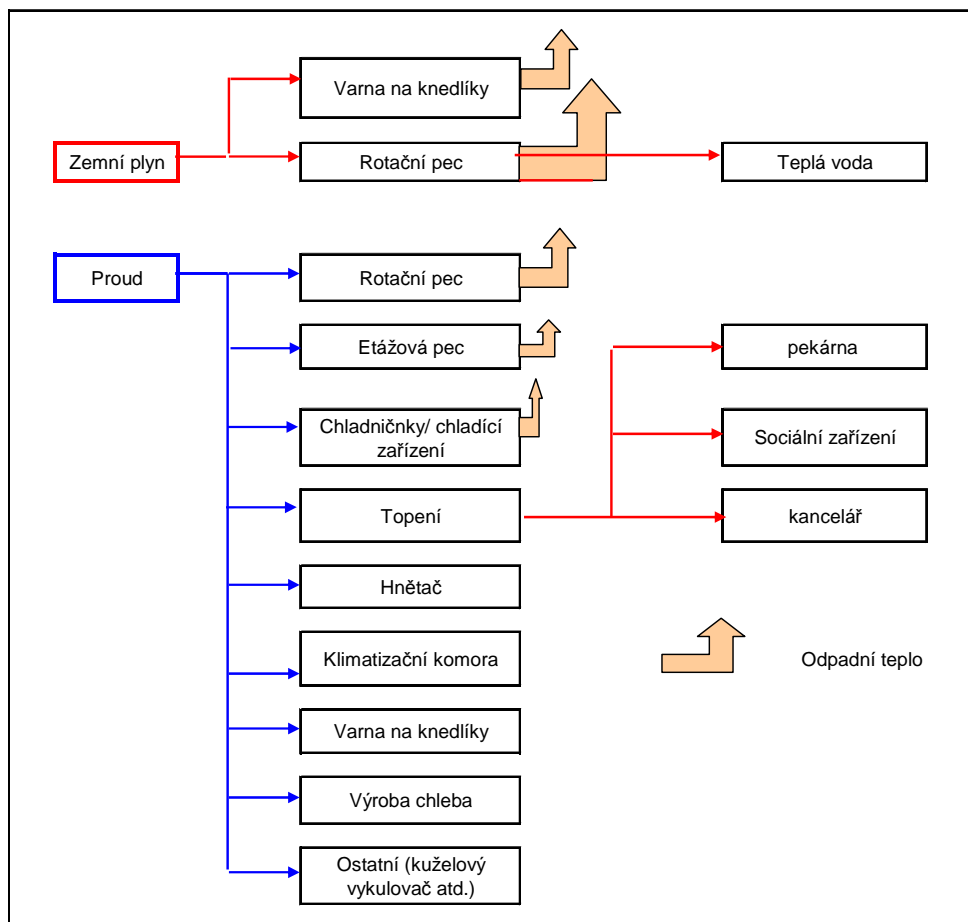 Varna na knedlíky
Zemní plyn
Rotační pec
Teplá voda
Proud
Rotační pec
Etážová pec
pekárna
Chladničnky/ chladící
zařízení
Sociální zařízení
Topení
kancelář
Hnětač
Klimatizační komora
Odpadní teplo
Varna na knedlíky
Výroba chleba
Ostatní (kuželový
vykulovač atd.)